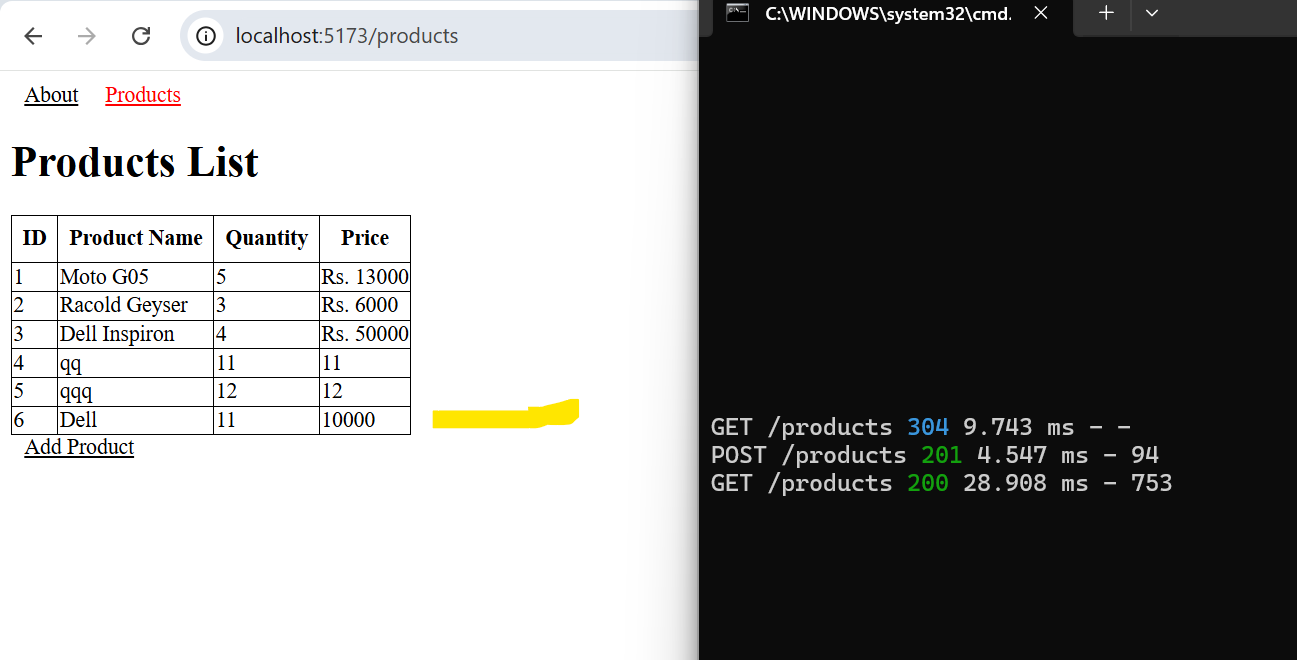 localhost:5173/products
C:\WINDOWS\system32\cmd.
About Products
Products List
ID Product Name Quantity Price
1 Moto G05 5 Rs. 13000
2 Racold Geyser 3 Rs. 6000
3 Dell Inspiron 4 Rs. 50000
4 qq 11 11
5 qqq 12 12
6 Dell 11 10000
Add Product
GET /products 304 9.743 ms - -
POST /products 201 4.547 ms - 94
GET /products 200 28.908 ms - 753